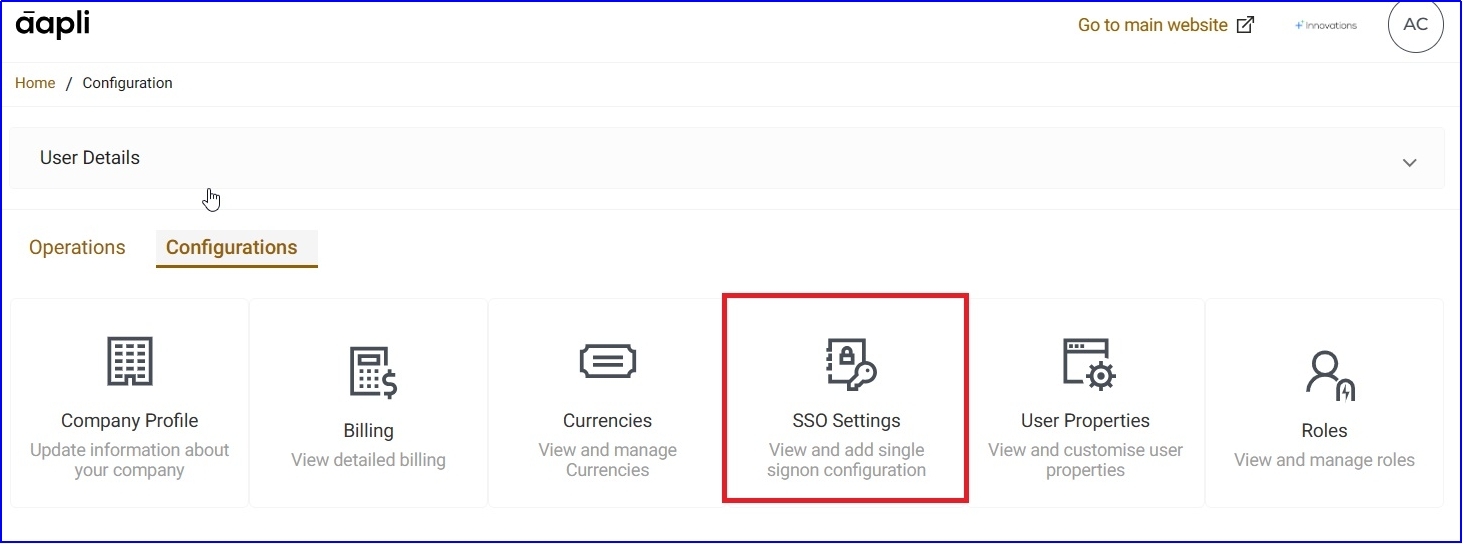 āapli
Go to main website
Innovations
AC
Home / Configuration
User Details
Operations
Configurations
Company Profile
Update information about
your company
Billing
View detailed billing
Currencies
View and manage
Currencies
SSO Settings
View and add single
signon configuration
User Properties
View and customise user
properties
Roles
View and manage roles